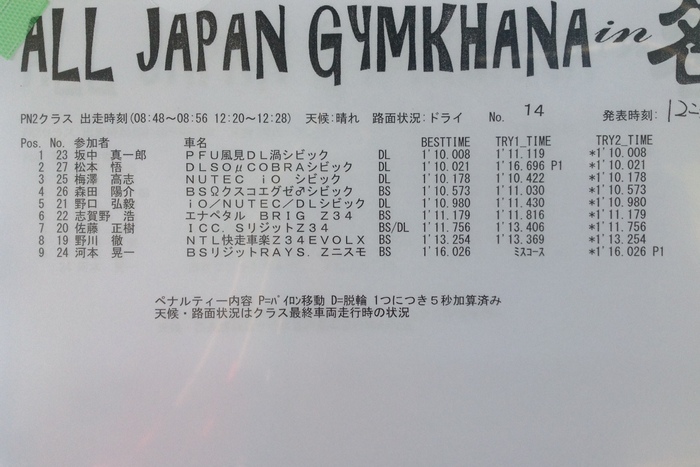 ALL JAPAN GYMKHANA in
PN2クラス 出走時刻(08:48～08:56 12:20～12:28) 天候:晴れ 路面状況:ドライ No. 14 発表時刻:
Pos. No. 参加者 車名 BESTTIME TRY1_TIME TRY2_TIME
1 23 坂中 真一郎 ＰＦＵ風見ＤＬ渦シビック DL 1'10.008 1'11.119 *1'10.008
2 27 松本 悟 ＤＬＳＯμＣＯＢＲＡシビック DL 1'10.021 1'16.696 P1 *1'10.021
3 25 梅澤 高志 ＮＵＴＥＣ ｉＯ シビック DL 1'10.178 1'10.422 *1'10.178
4 26 森田 陽介 ＢＳΩクスコエグゼ♂シビック BS 1'10.573 1'11.030 *1'10.573
5 21 野口 弘毅 ｉＯ／ＮＵＴＥＣ／ＤＬシビック DL 1'10.980 1'11.430 *1'10.980
6 22 志賀野 浩 エナペタル ＢＲＩＧ Ｚ３４ BS 1'11.179 1'11.816 *1'11.179
7 20 佐藤 正樹 ＩＣＣ．ＳリジットＺ３４ BS/DL 1'11.756 1'13.406 *1'11.756
8 19 野川 徹 ＮＴＬ快走車楽Ｚ３４ＥＶＯＬＸ BS 1'13.254 1'13.369 *1'13.254
9 24 河本 晃一 ＢＳリジットＲＡＹＳ．Ｚニスモ BS 1'16.026 ﾐｽｺｰｽ *1'16.026 P1
ペナルティー内容 P=ﾊﾟｲﾛﾝ移動 D=脱輪 1つにつき５秒加算済み
天候・路面状況はクラス最終車両走行時の状況